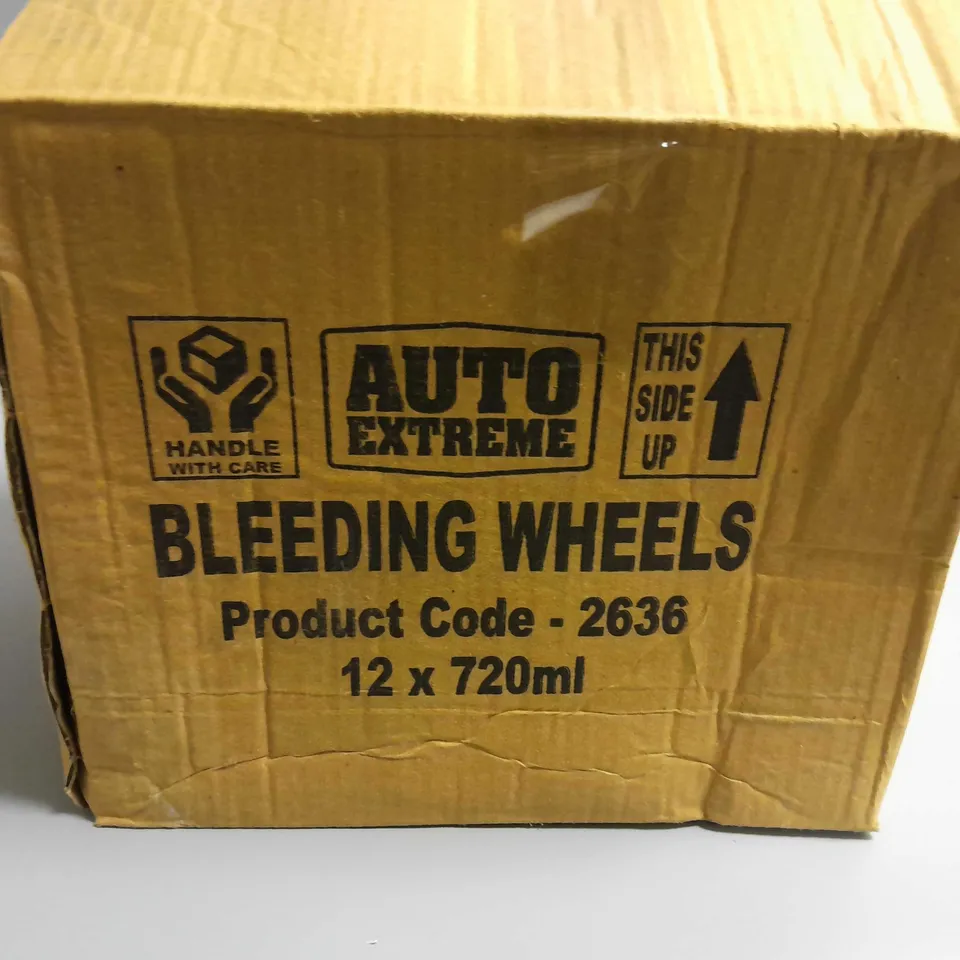 HANDLE
WITH CARE
AUTO
EXTREME
THIS
SIDE
UP
BLEEDING WHEELS
Product Code - 2636
12 x 720ml